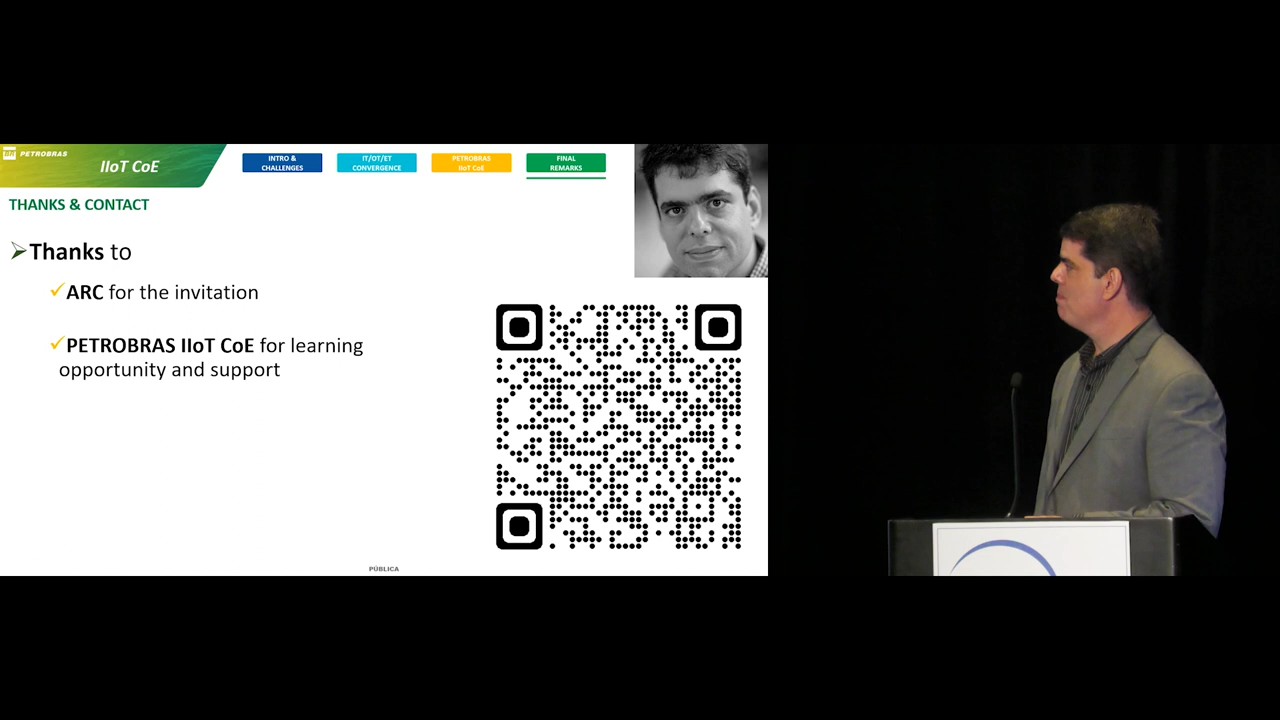 BR PETROBRAS
IIoT CoE
INTRO &
CHALLENGES
IT/OT/ET
CONVERGENCE
PETROBRAS
IIoT CoE
FINAL
REMARKS
THANKS & CONTACT
Thanks to
ARC for the invitation
PETROBRAS IIoT CoE for learning
opportunity and support
PÚBLICA